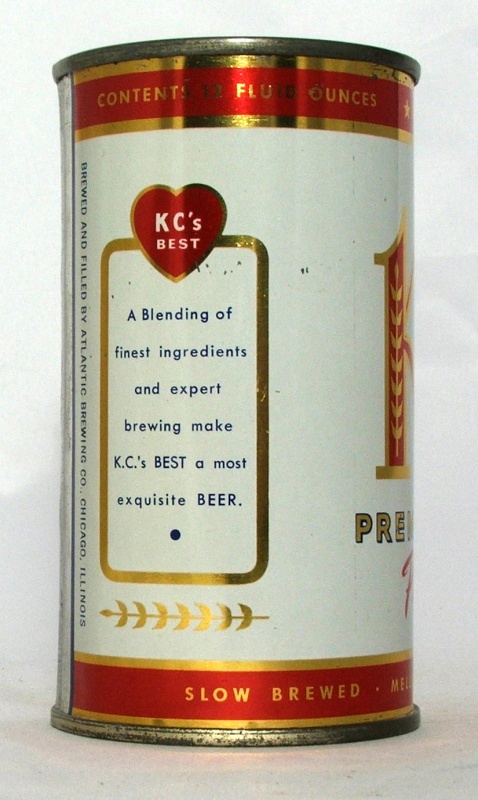 CONTENTS 12 FLUID OUNCES
KC's
BEST
A Blending of
finest ingredients
and expert
brewing make
K.C.'s BEST a most
exquisite BEER.
BREWED AND FILLED BY ATLANTIC BREWING CO., CHICAGO, ILLINOIS
SLOW BREWED ·